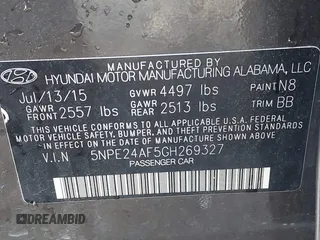 MANUFACTURED BY
HYUNDAI MOTOR MANUFACTURING ALABAMA, LLC
Jul/13/15 GVWR 4497 lbs PAINT N8
GAWR FRONT 2557 lbs GAWR REAR 2513 lbs TRIM BB
THIS VEHICLE CONFORMS TO ALL APPLICABLE U.S. FEDERAL
MOTOR VEHICLE SAFETY, BUMPER, AND THEFT PREVENTION
STANDARDS IN EFFECT ON THE DATE OF MANUFACTURE SHOWN ABOVE.
V.I.N 5NPE24AF5GH269327
PASSENGER CAR
DREAMBID